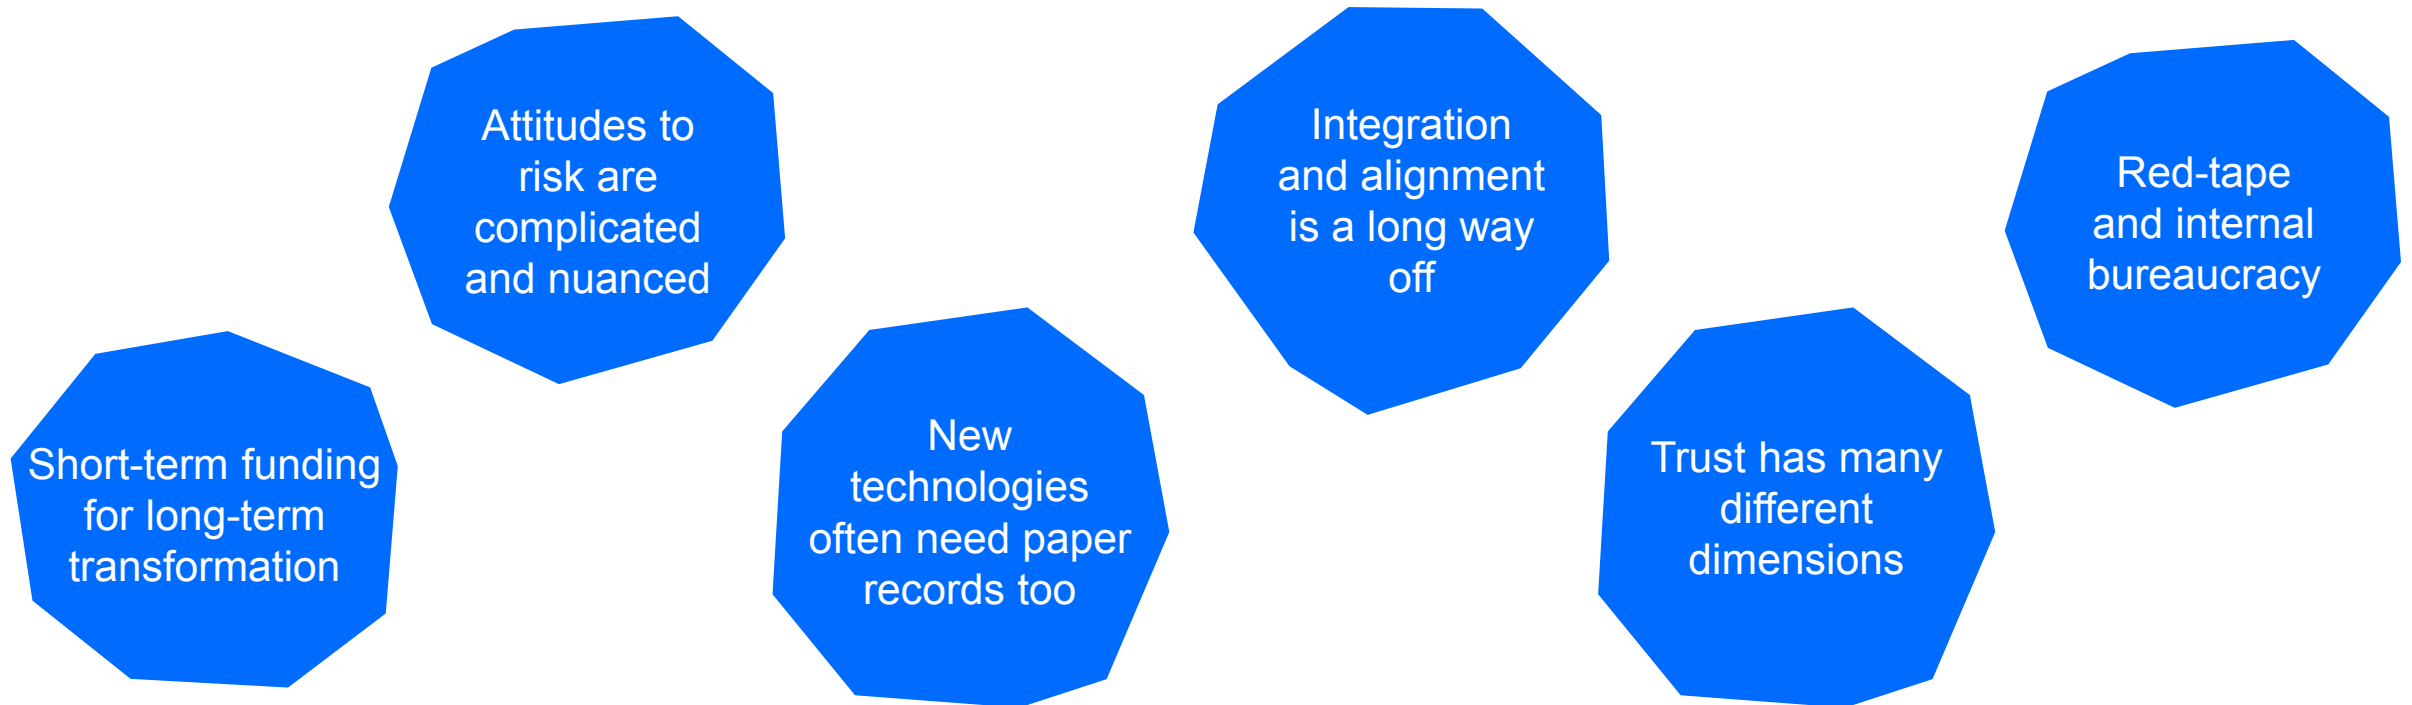 Short-term funding
for long-term
transformation
Attitudes to
risk are
complicated
and nuanced
New
technologies
often need paper
records too
Integration
and alignment
is a long way
off
Trust has many
different
dimensions
Red-tape
and internal
bureaucracy